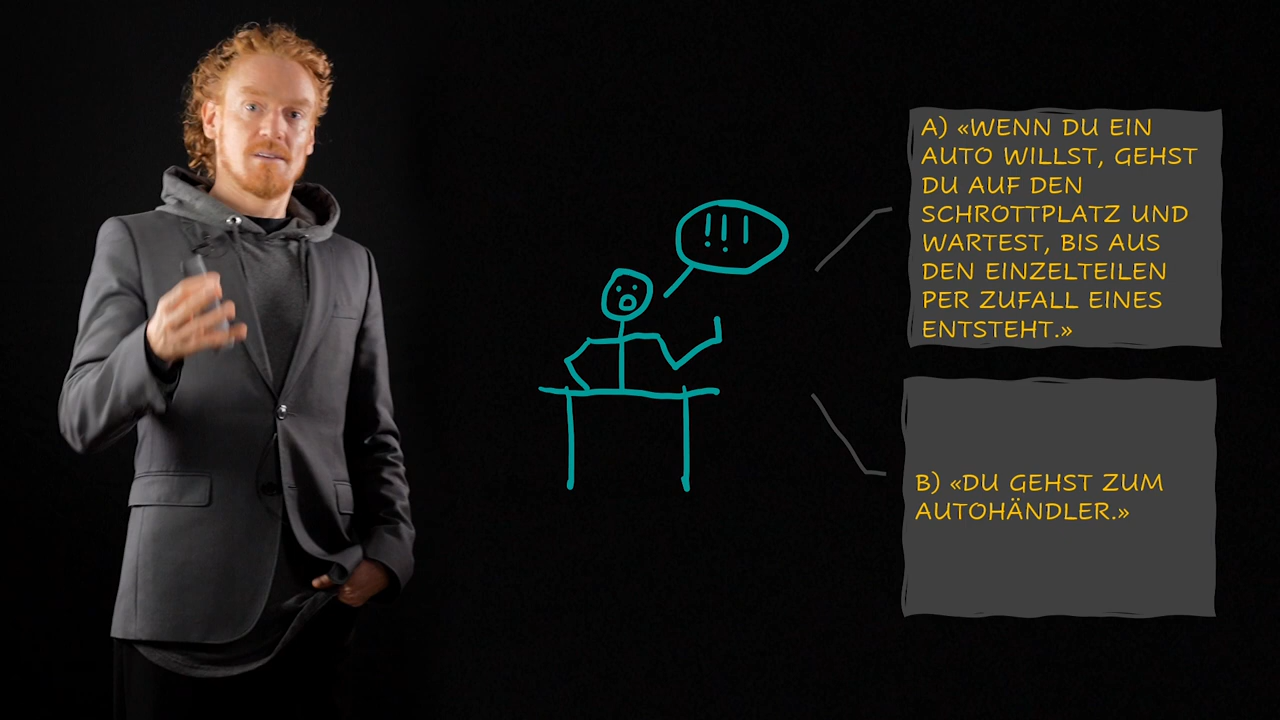 !!!
A) «WENN DU EIN
AUTO WILLST, GEHST
DU AUF DEN
SCHROTTPLATZ UND
WARTEST, BIS AUS
DEN EINZELTEILEN
PER ZUFALL EINES
ENTSTEHT.»
B) «DU GEHST ZUM
AUTOHÄNDLER.»